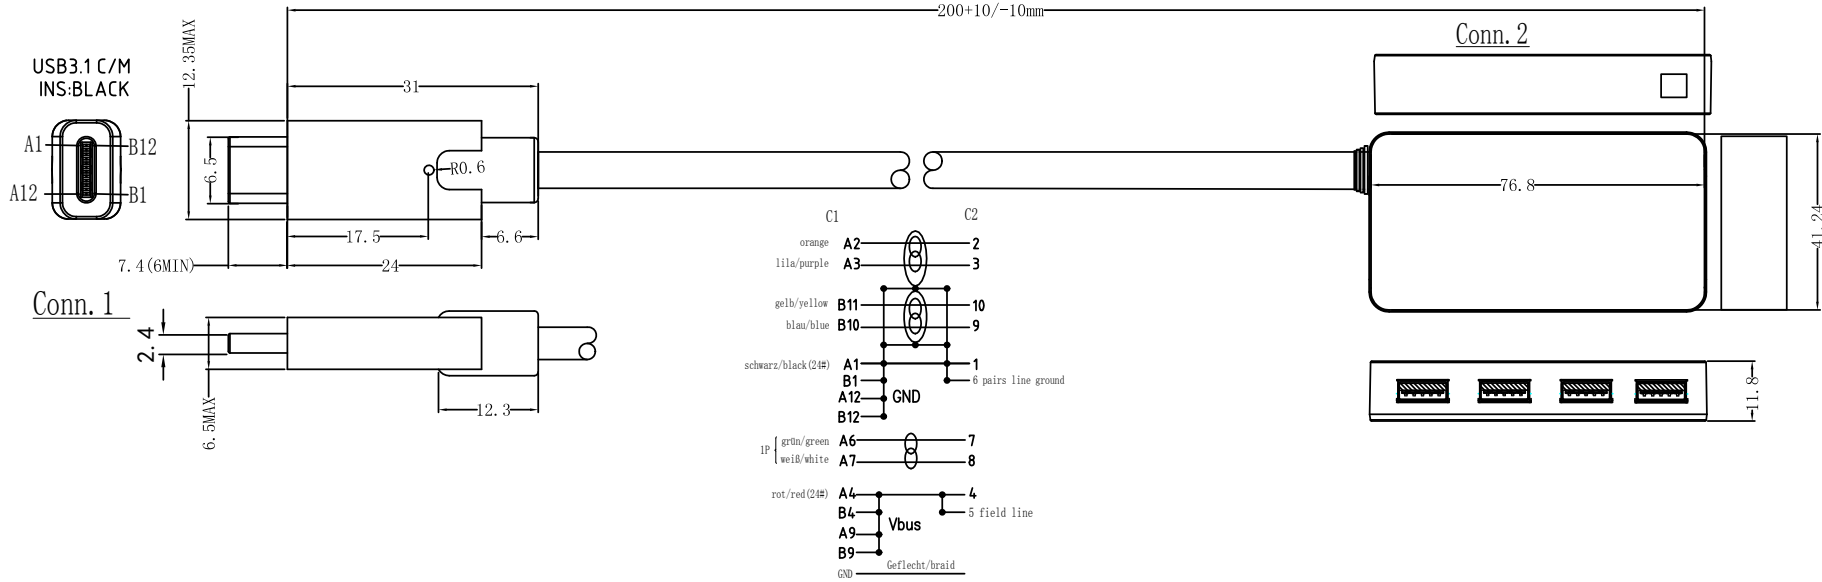 200+10/-10mm
Conn. 2
USB3.1 C/M
INS:BLACK
12.35MAX
31
A1
B12
A12
B1
6.5
R0.6
17.5
6.6
7.4(6MIN)
24
76.8
41.24
Conn. 1
2.4
6.5MAX
12.3
11.8
C1
C2
orange A2 2
lila/purple A3 3
gelb/yellow B11 10
blau/blue B10 9
schwarz/black(24#) A1 1
B1 6 pairs line ground
A12 GND
B12
1P grün/green A6 7
weiß/white A7 8
rot/red(24#) A4 4
B4 5 field line
Vbus
A9
B9
Geflecht/braid
GND